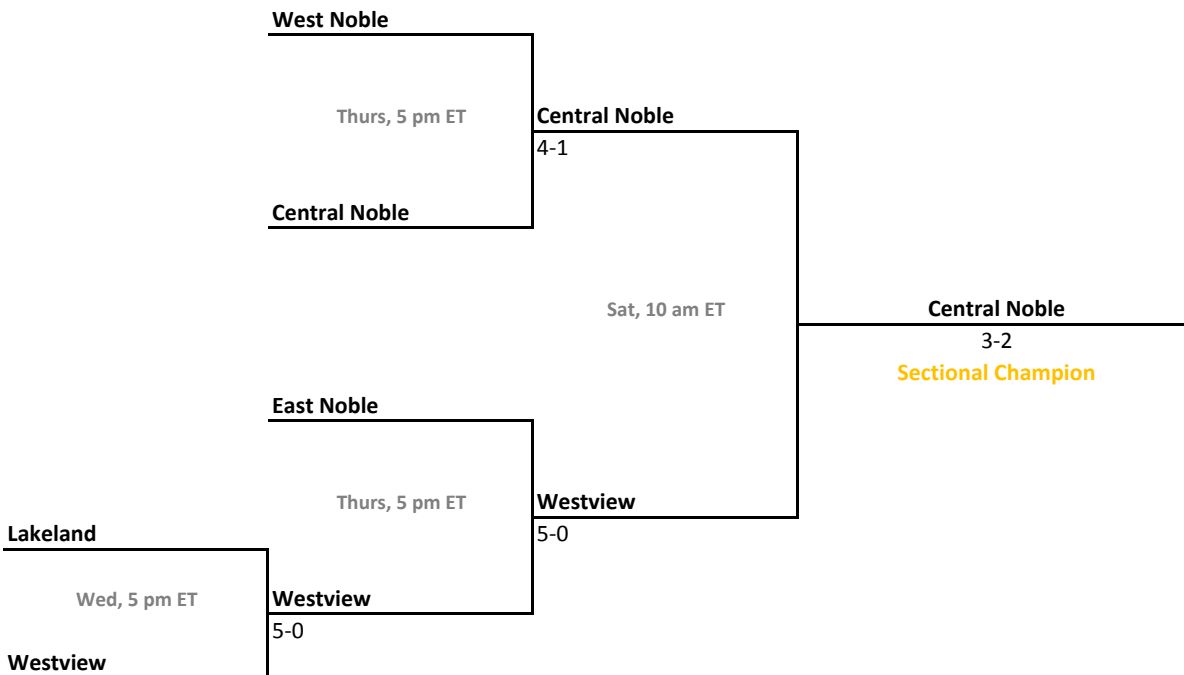 West Noble
Thurs, 5 pm ET
Central Noble
4-1
Central Noble
Sat, 10 am ET
Central Noble
3-2
Sectional Champion
East Noble
Thurs, 5 pm ET
Westview
5-0
Lakeland
Wed, 5 pm ET
Westview
5-0
Westview